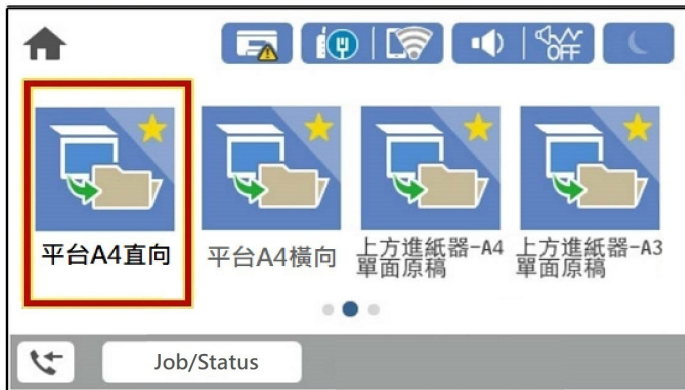 OFF
平台A4直向
平台A4橫向
上方進紙器-A4
單面原稿
上方進紙器-A3
單面原稿
Job/Status